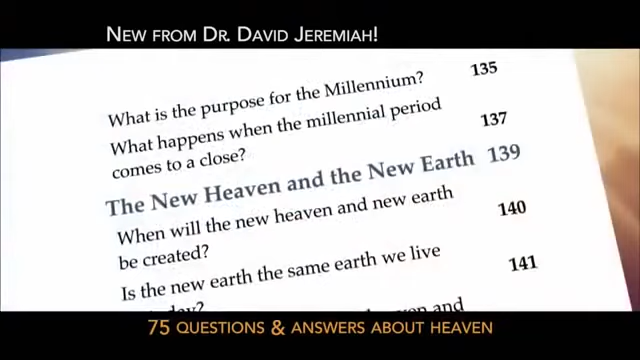 NEW FROM DR. DAVID JEREMIAH!
What is the purpose for the Millennium? 135
What happens when the millennial period 137
comes to a close?
The New Heaven and the New Earth 139
When will the new heaven and new earth 140
be created?
Is the new earth the same earth we live 141
and
75 QUESTIONS & ANSWERS ABOUT HEAVEN